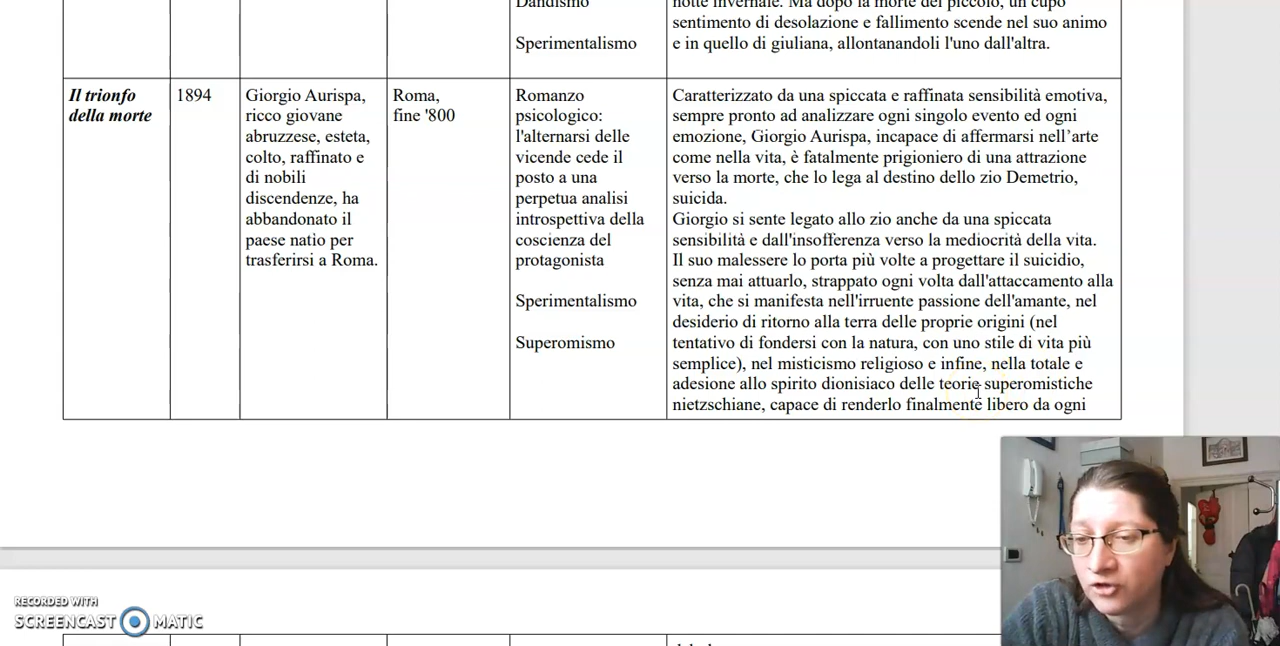 Dandismo
Sperimentalismo
notte invernale. Ma dopo la morte del piccolo, un cupo
sentimento di desolazione e fallimento scende nel suo animo
e in quello di giuliana, allontanandoli l'uno dall'altra.
Il trionfo
della morte
1894
Giorgio Aurispa,
ricco giovane
abruzzese, esteta,
colto, raffinato e
di nobili
discendenze, ha
abbandonato il
paese natìo per
trasferirsi a Roma.
Roma,
fine '800
Romanzo
psicologico:
l'alternarsi delle
vicende cede il
posto a una
perpetua analisi
introspettiva della
coscienza del
protagonista
Sperimentalismo
Superomismo
Caratterizzato da una spiccata e raffinata sensibilità emotiva,
sempre pronto ad analizzare ogni singolo evento ed ogni
emozione, Giorgio Aurispa, incapace di affermarsi nell’arte
come nella vita, è fatalmente prigioniero di una attrazione
verso la morte, che lo lega al destino dello zio Demetrio,
suicida.
Giorgio si sente legato allo zio anche da una spiccata
sensibilità e dall'insofferenza verso la mediocrità della vita.
Il suo malessere lo porta più volte a progettare il suicidio,
senza mai attuarlo, strappato ogni volta dall'attaccamento alla
vita, che si manifesta nell'irruente passione dell'amante, nel
desiderio di ritorno alla terra delle proprie origini (nel
tentativo di fondersi con la natura, con uno stile di vita più
semplice), nel misticismo religioso e infine, nella totale e
adesione allo spirito dionisiaco delle teorie superomistiche
nietzschiane, capace di renderlo finalmente libero da ogni
RECORDED WITH
SCREENCAST MATIC